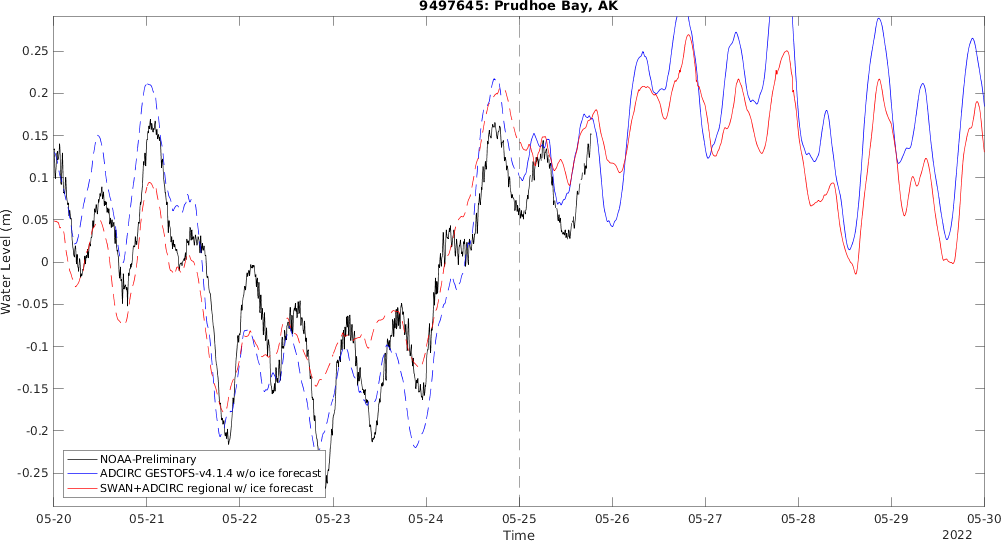 9497645: Prudhoe Bay, AK
Water Level (m)
0.25
0.2
0.15
0.1
0.05
0
-0.05
-0.1
-0.15
-0.2
-0.25
NOAA-Preliminary
ADCIRC GESTOFS-v4.1.4 w/o ice forecast
SWAN+ADCIRC regional w/ ice forecast
05-20 05-21 05-22 05-23 05-24 05-25 05-26 05-27 05-28 05-29 05-30
Time
2022